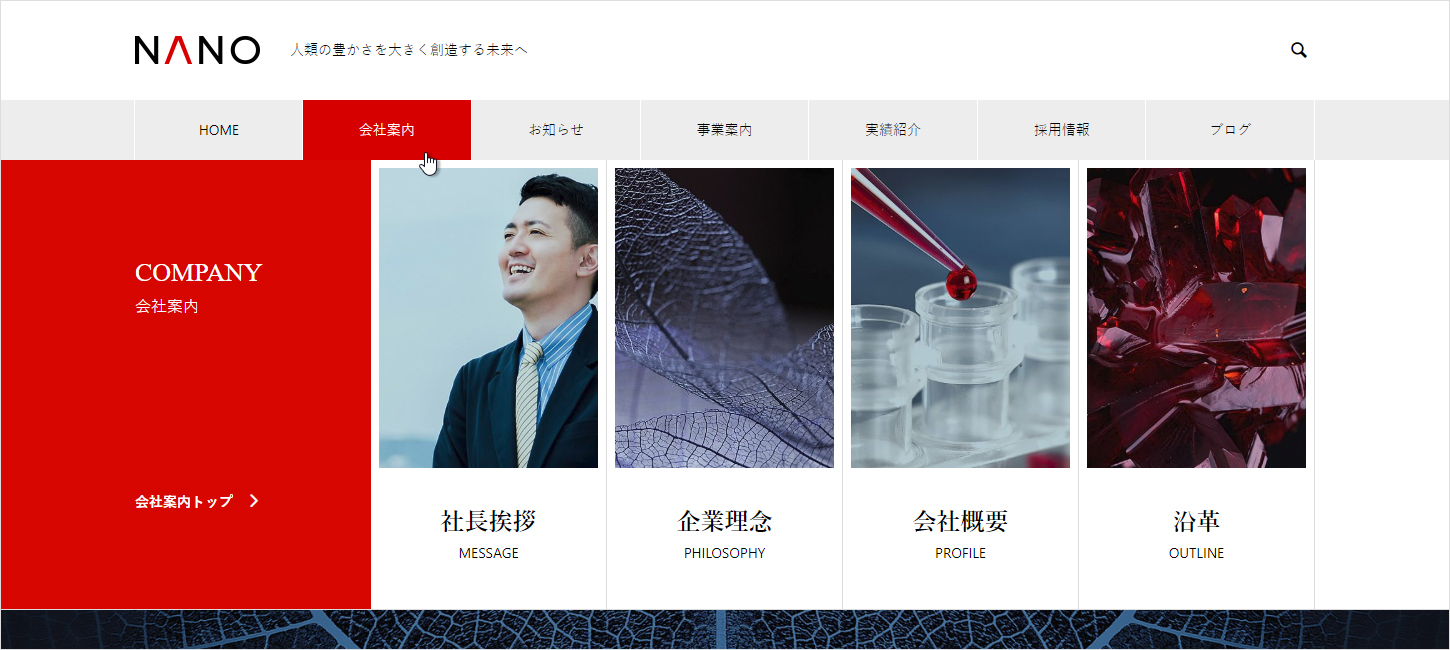 NANO
人類の豊かさを大きく創造する未来へ
HOME
会社案内
お知らせ
事業案内
実績紹介
採用情報
ブログ
COMPANY
会社案内
会社案内トップ
社長挨拶
MESSAGE
企業理念
PHILOSOPHY
会社概要
PROFILE
沿革
OUTLINE